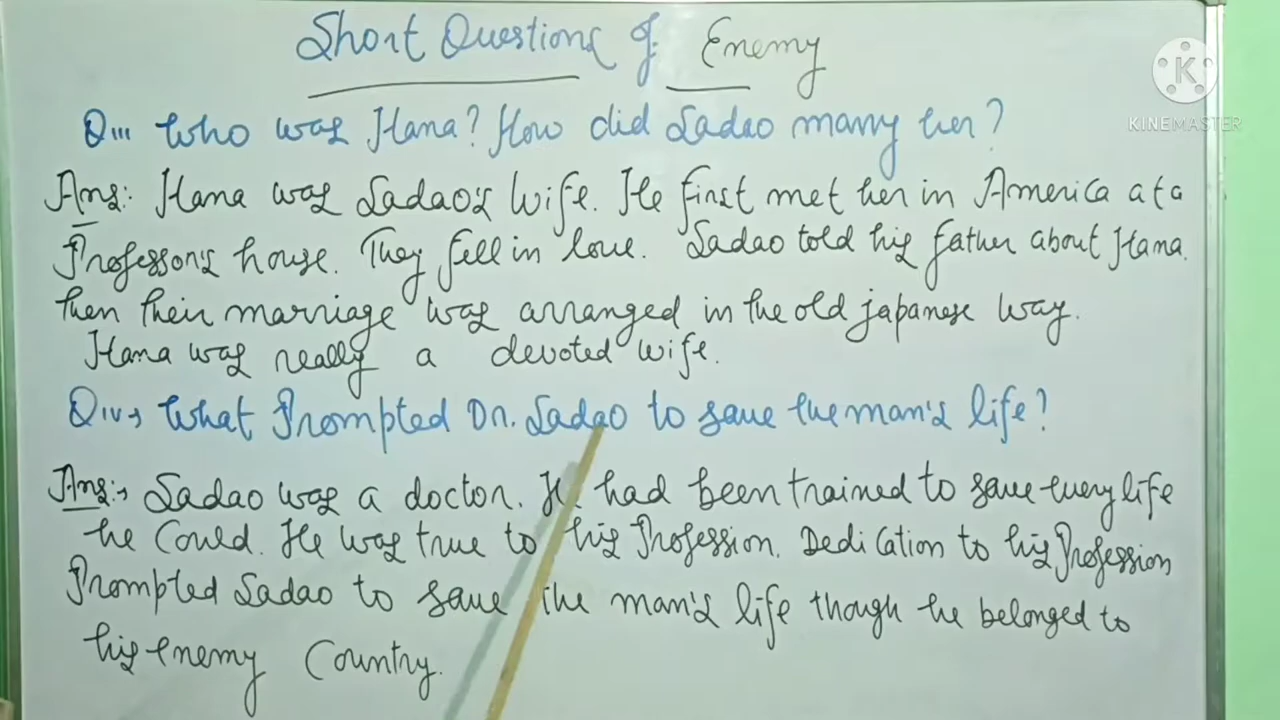 Short Questions of Enemy
KINEMASTER
Qiii Who was Hana? How did Sadao marry her?
Ans: Hana was Sadao's Wife. He first met her in America at a
Professor's house. They fell in love. Sadao told his father about Hana.
then their marriage was arranged in the old japanese way.
Hana was really a devoted wife.
Qiv→ What Prompted Dr. Sadao to save the man's life?
Ans:→ Sadao was a doctor. He had been trained to save every life
he Could. He was true to his Profession. Dedication to his Profession
Prompted Sadao to save the man's life though he belonged to
his enemy Country.